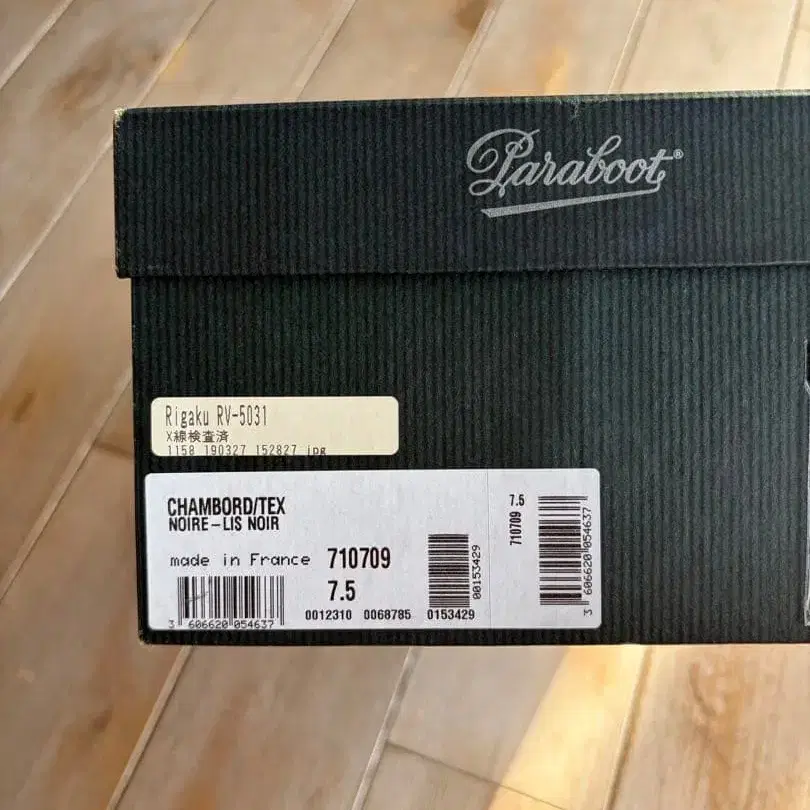 Paraboot®
Rigaku RV-5031
X線検査済
1158 190327 152827 jpg
CHAMBORD/TEX
NOIRE-LIS NOIR
made in France 710709
7.5
3 606620 054637
0012310 0068785 0153429
00153429
7.5
710709
3 606620 054637